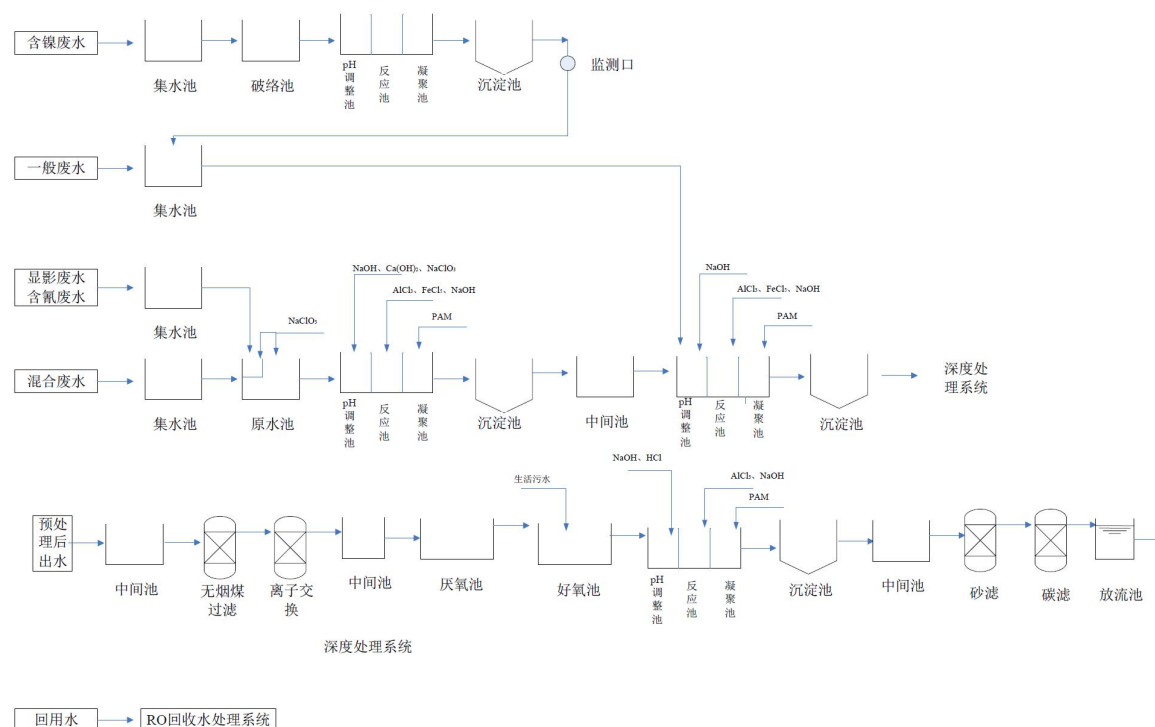 含镍废水
集水池
破络池
pH调整池
反应池
凝聚池
沉淀池
监测口
一般废水
集水池
显影废水
含氰废水
集水池
NaClO₃
NaOH、Ca(OH)₂、NaClO₃
AlCl₃、FeCl₃、NaOH
PAM
NaOH
AlCl₃、FeCl₃、NaOH
PAM
混合废水
集水池
原水池
pH调整池
反应池
凝聚池
沉淀池
中间池
pH调整池
反应池
凝聚池
沉淀池
深度处
理系统
预处
理后
出水
中间池
无烟煤
过滤
离子交
换
中间池
厌氧池
生活污水
好氧池
NaOH、HCl
AlCl₃、NaOH
PAM
pH调整池
反应池
凝聚池
沉淀池
中间池
砂滤
碳滤
放流池
深度处理系统
回用水
RO回收水处理系统